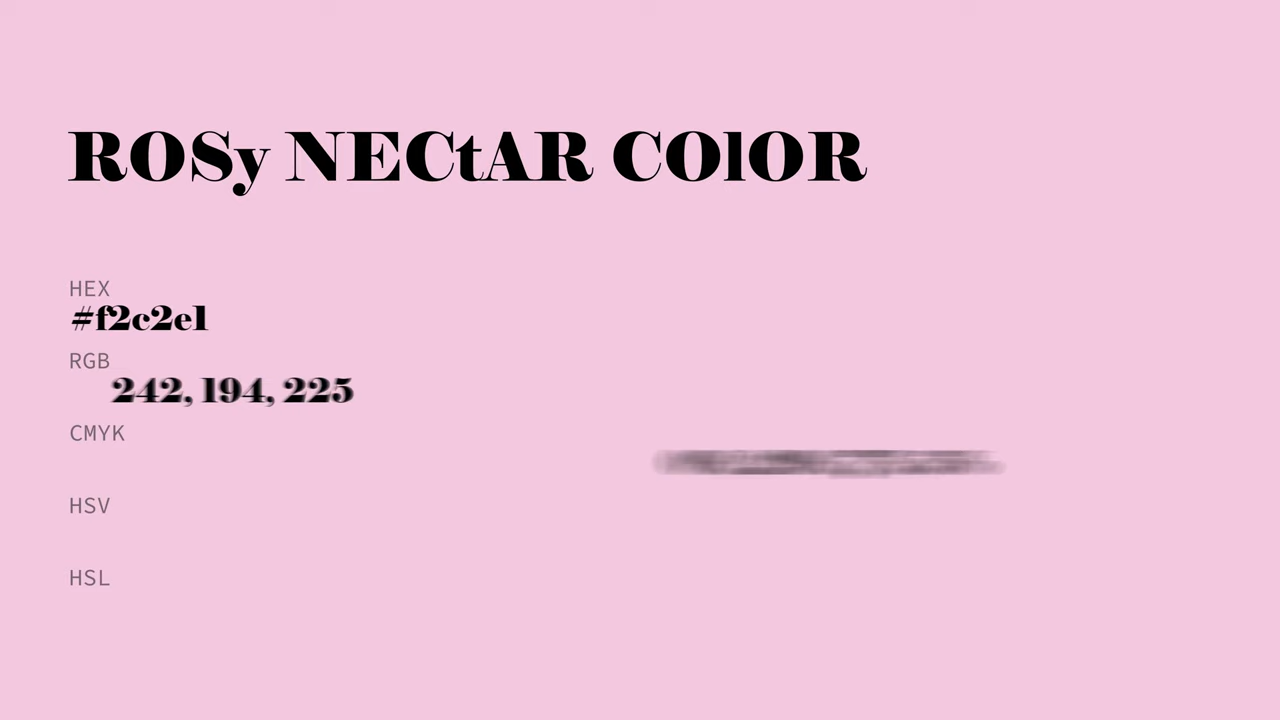 ROSy NECtAR COlOR
HEX
#f2c2e1
RGB
242, 194, 225
CMYK
HSV
HSL